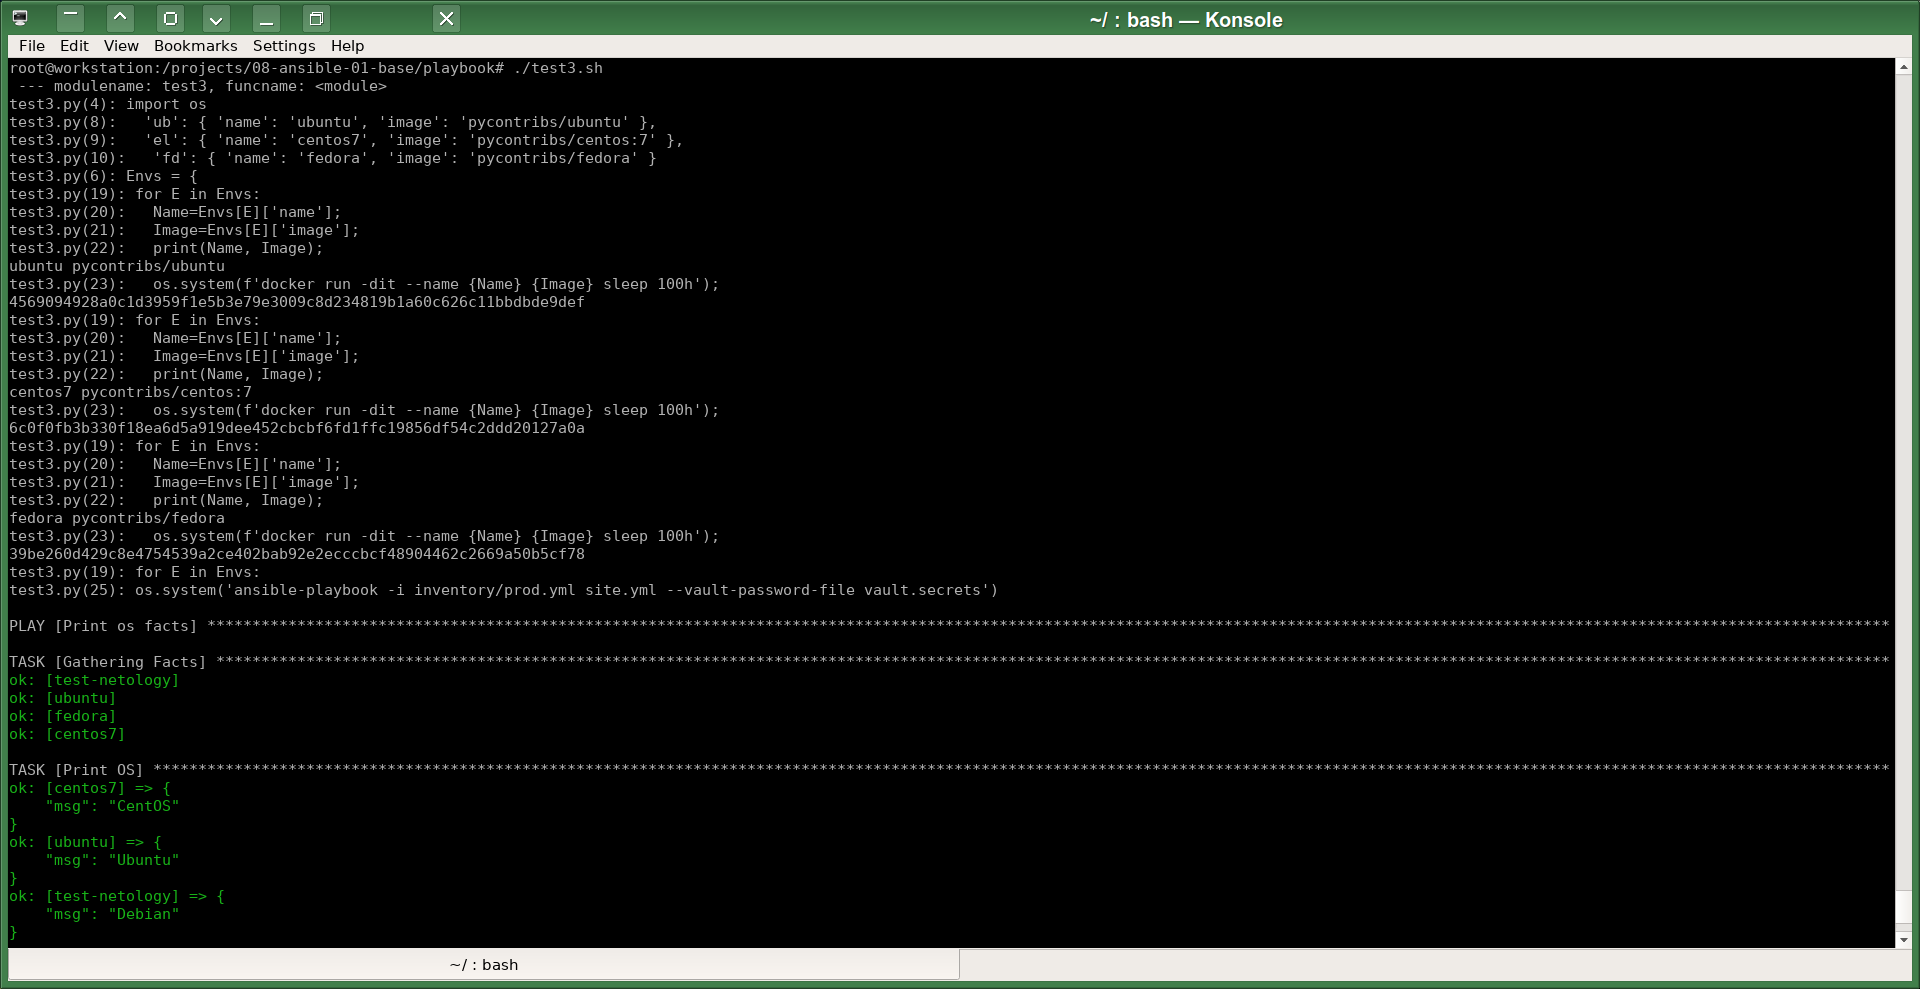 ~/ : bash — Konsole
File Edit View Bookmarks Settings Help
root@workstation:/projects/08-ansible-01-base/playbook# ./test3.sh
 --- modulename: test3, funcname: <module>
test3.py(4): import os
test3.py(8):   'ub': { 'name': 'ubuntu', 'image': 'pycontribs/ubuntu' },
test3.py(9):   'el': { 'name': 'centos7', 'image': 'pycontribs/centos:7' },
test3.py(10):   'fd': { 'name': 'fedora', 'image': 'pycontribs/fedora' }
test3.py(6): Envs = {
test3.py(19): for E in Envs:
test3.py(20):   Name=Envs[E]['name'];
test3.py(21):   Image=Envs[E]['image'];
test3.py(22):   print(Name, Image);
ubuntu pycontribs/ubuntu
test3.py(23):   os.system(f'docker run -dit --name {Name} {Image} sleep 100h');
4569094928a0c1d3959f1e5b3e79e3009c8d234819b1a60c626c11bbdbde9def
test3.py(19): for E in Envs:
test3.py(20):   Name=Envs[E]['name'];
test3.py(21):   Image=Envs[E]['image'];
test3.py(22):   print(Name, Image);
centos7 pycontribs/centos:7
test3.py(23):   os.system(f'docker run -dit --name {Name} {Image} sleep 100h');
6c0f0fb3b330f18ea6d5a919dee452cbcbf6fd1ffc19856df54c2ddd20127a0a
test3.py(19): for E in Envs:
test3.py(20):   Name=Envs[E]['name'];
test3.py(21):   Image=Envs[E]['image'];
test3.py(22):   print(Name, Image);
fedora pycontribs/fedora
test3.py(23):   os.system(f'docker run -dit --name {Name} {Image} sleep 100h');
39be260d429c8e4754539a2ce402bab92e2ecccbcf48904462c2669a50b5cf78
test3.py(19): for E in Envs:
test3.py(25): os.system('ansible-playbook -i inventory/prod.yml site.yml --vault-password-file vault.secrets')
PLAY [Print os facts] *******************************************************************************************************************************************************************************************
TASK [Gathering Facts] ******************************************************************************************************************************************************************************************
ok: [test-netology]
ok: [ubuntu]
ok: [fedora]
ok: [centos7]
TASK [Print OS] *************************************************************************************************************************************************************************************************
ok: [centos7] => {
    "msg": "CentOS"
}
ok: [ubuntu] => {
    "msg": "Ubuntu"
}
ok: [test-netology] => {
    "msg": "Debian"
}
~/ : bash